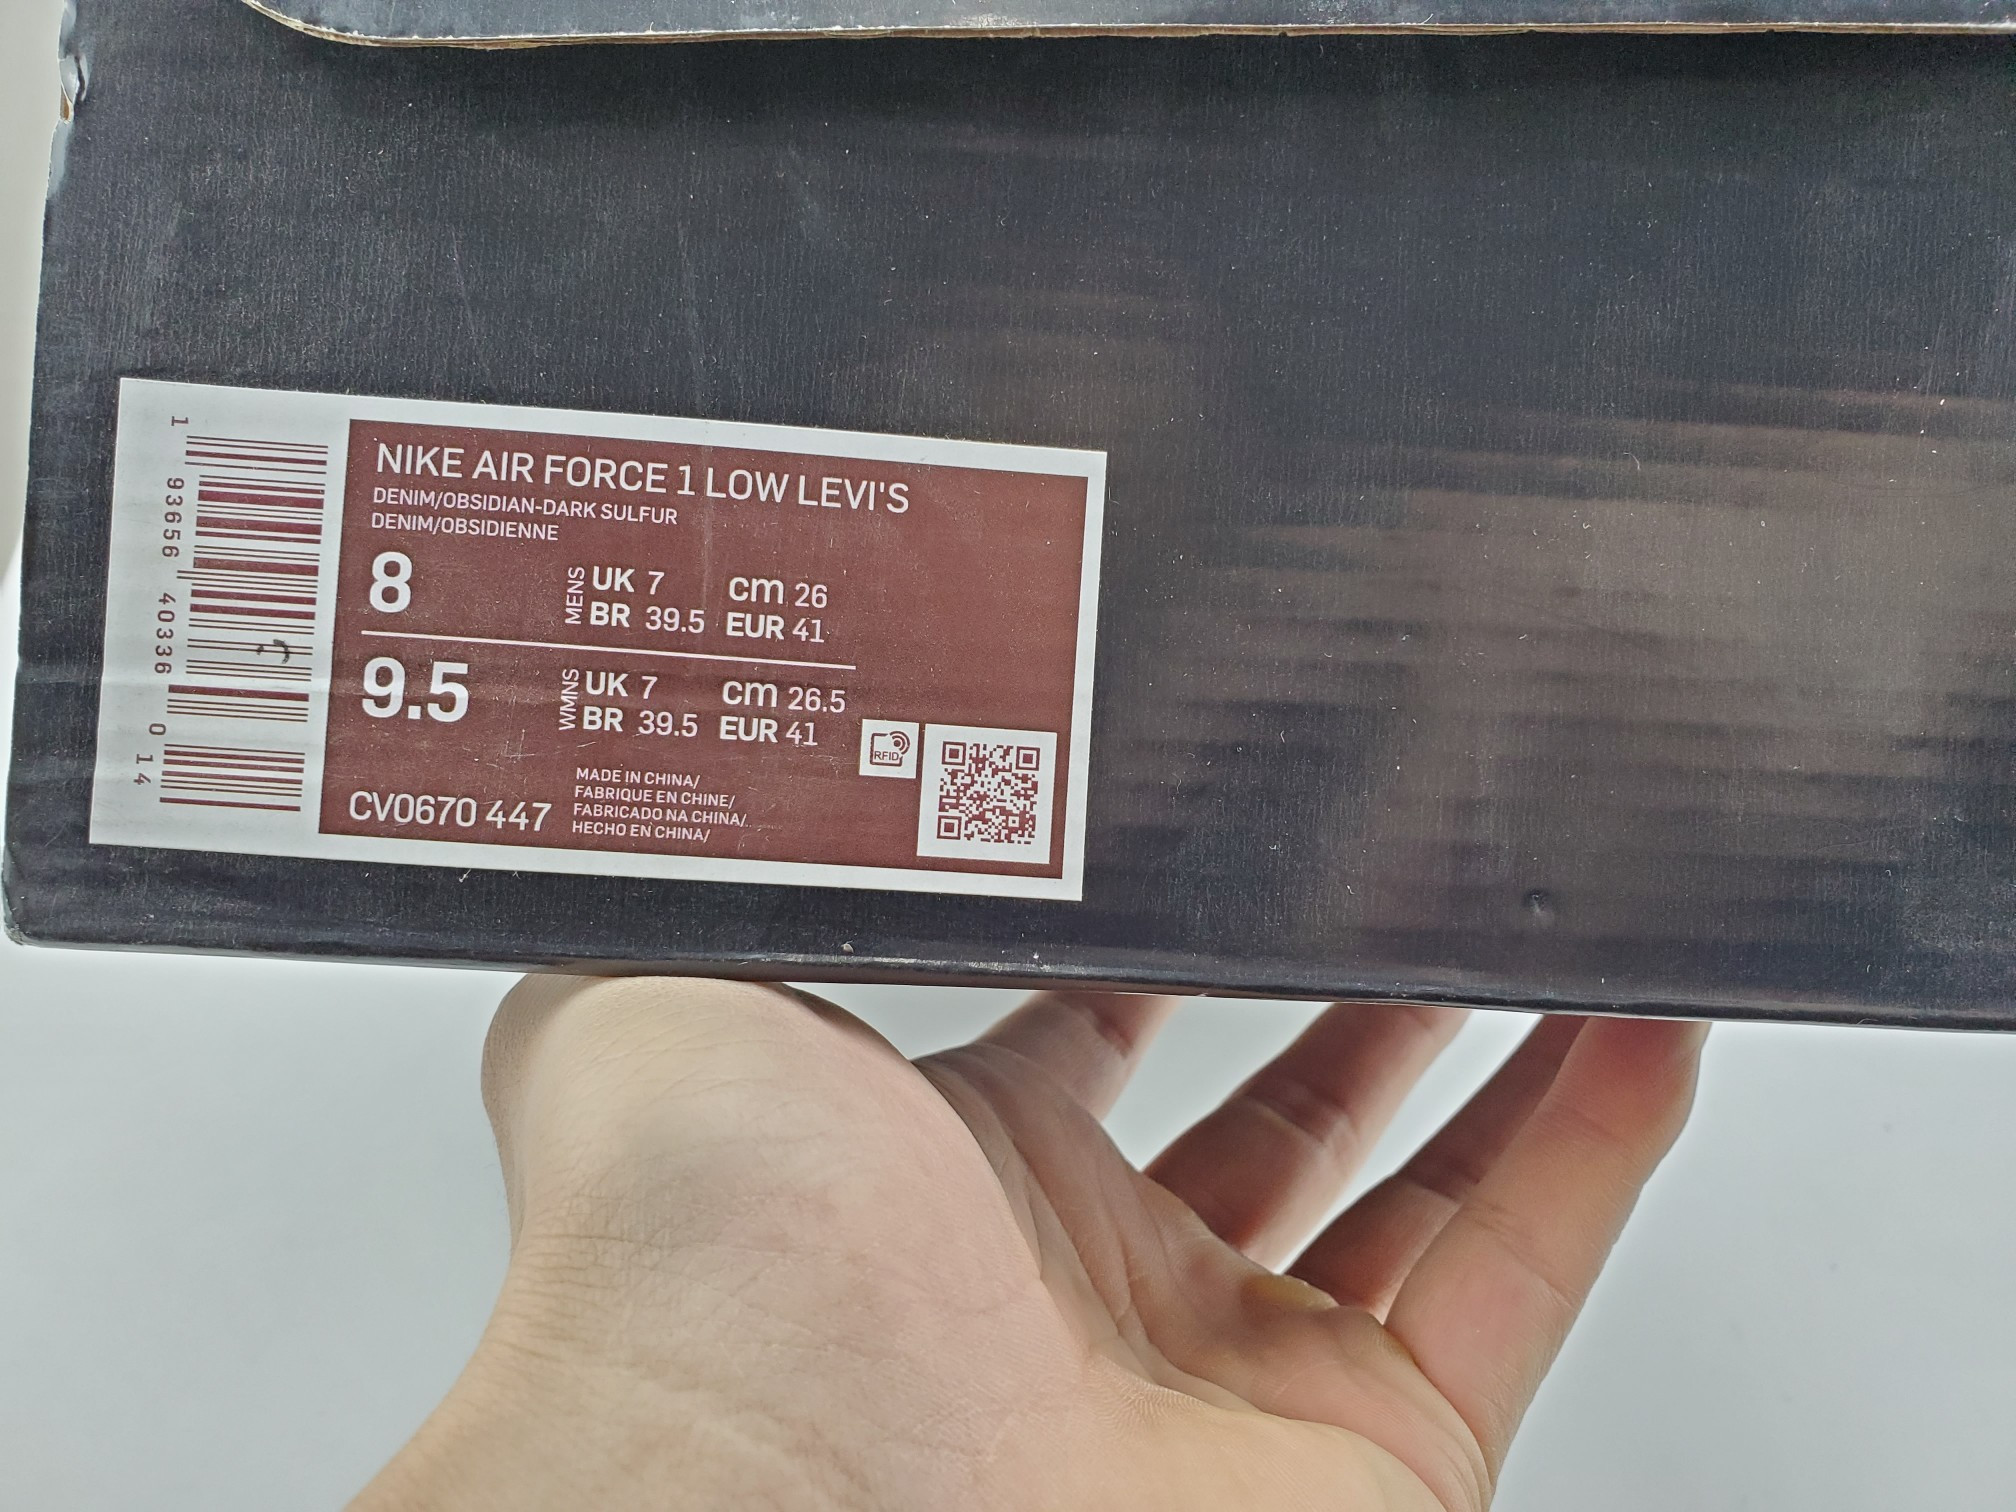 1 93656 40336 0 14
NIKE AIR FORCE 1 LOW LEVI'S
DENIM/OBSIDIAN-DARK SULFUR
DENIM/OBSIDIENNE
8 MENS UK 7 cm 26
BR 39.5 EUR 41
9.5 WMNS UK 7 cm 26.5
BR 39.5 EUR 41
RFID
CV0670 447
MADE IN CHINA/
FABRIQUE EN CHINE/
FABRICADO NA CHINA/
HECHO EN CHINA/